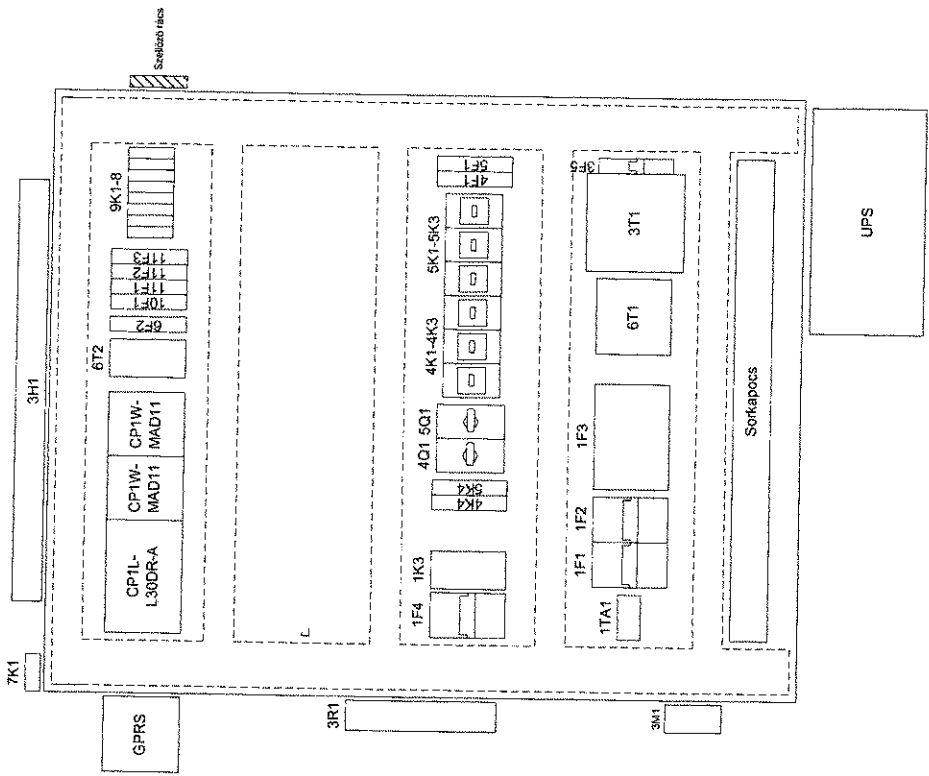 7K1
3H1
Szellőző rács
GPRS
CP1L-
L30DR-A
CP1W-
MAD11
CP1W-
MAD11
6T2
6F2
10F1
11F1
11F2
11F3
9K1-8
3R1
1F4
1K3
4K4
5K4
4Q1 5Q1
4K1-4K3
5K1-5K3
4F1
5F1
3M1
1TA1
1F1
1F2
1F3
6T1
3T1
3F5
Sorkapocs
UPS